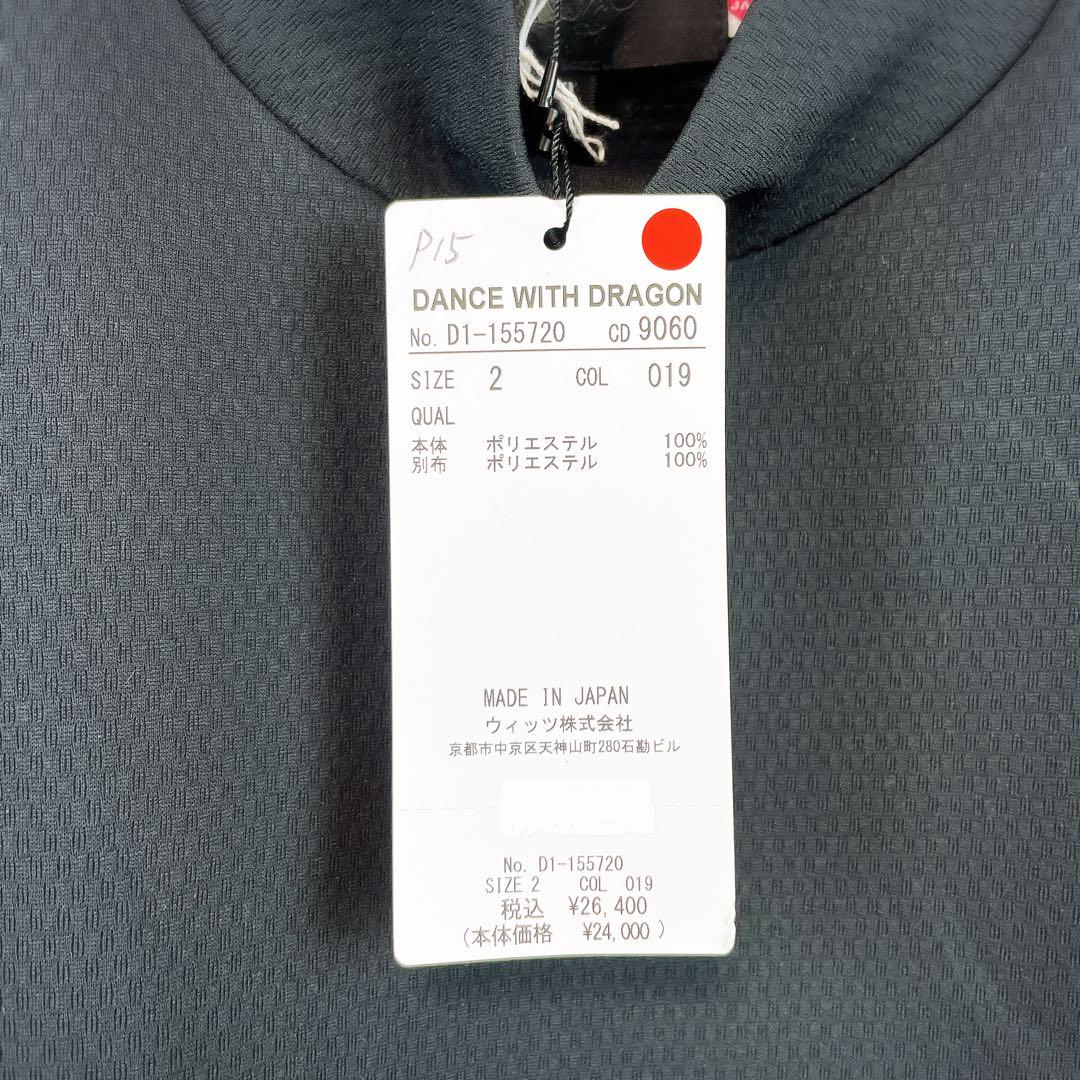 P15
DANCE WITH DRAGON
No. D1-155720 CD 9060
SIZE 2 COL 019
QUAL
本体 ポリエステル 100%
別布 ポリエステル 100%
MADE IN JAPAN
ウィッツ株式会社
京都市中京区天神山町280石勘ビル
No. D1-155720
SIZE 2 COL 019
税込 ¥26,400
(本体価格 ¥24,000)